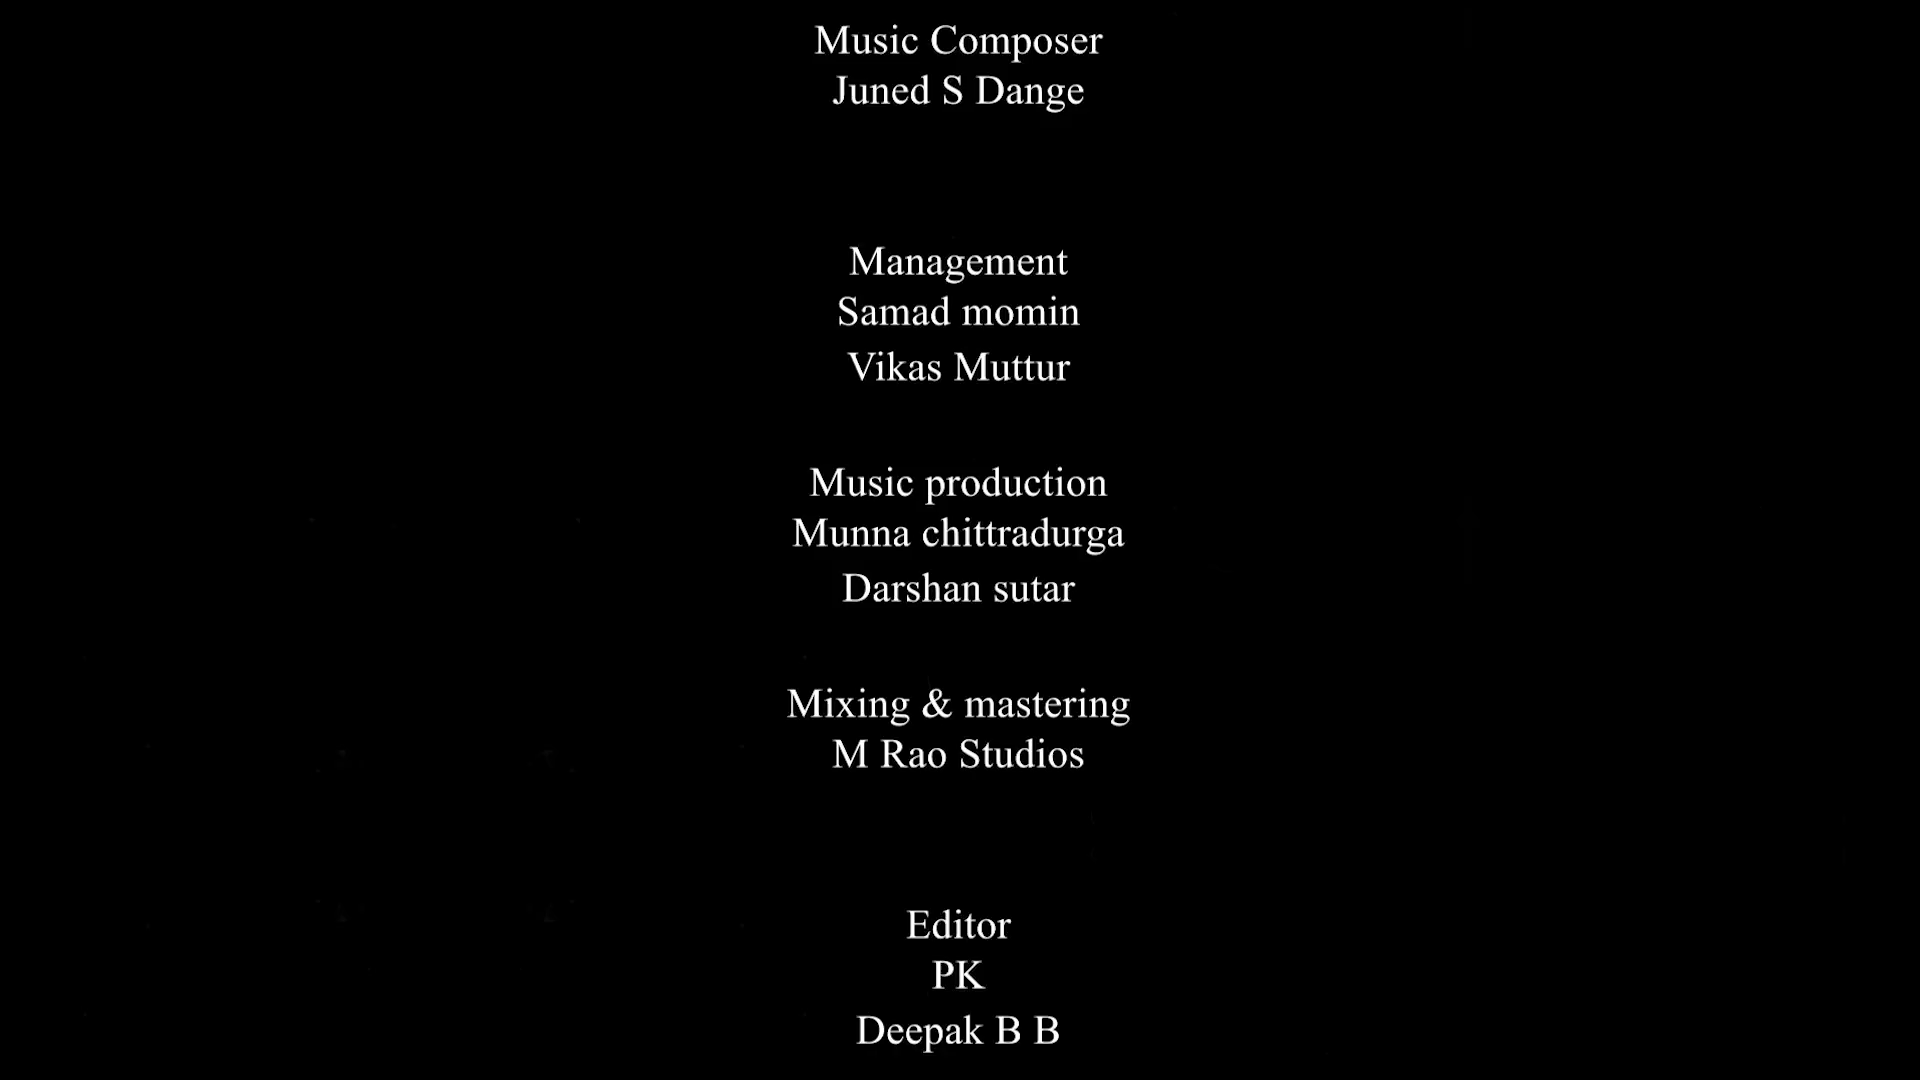 Music Composer
Juned S Dange
Management
Samad momin
Vikas Muttur
Music production
Munna chittradurga
Darshan sutar
Mixing & mastering
M Rao Studios
Editor
PK
Deepak B B